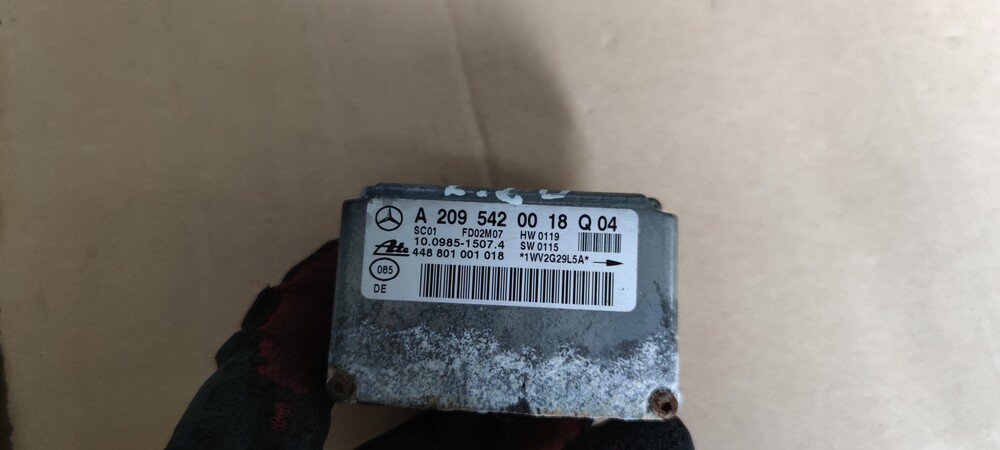 A 209 542 00 18 Q 04
SC01 FD02M07 HW 0119
10.0985-1507.4 SW 0115
Ate 448 801 001 018 *1WV2G29L5A*
085
DE